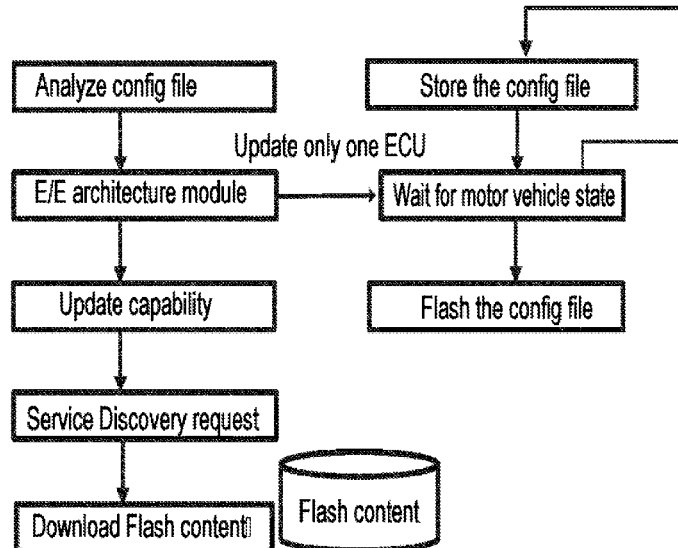 Analyze config file
Store the config file
Update only one ECU
E/E architecture module
Wait for motor vehicle state
Update capability
Flash the config file
Service Discovery request
Download Flash content
Flash content